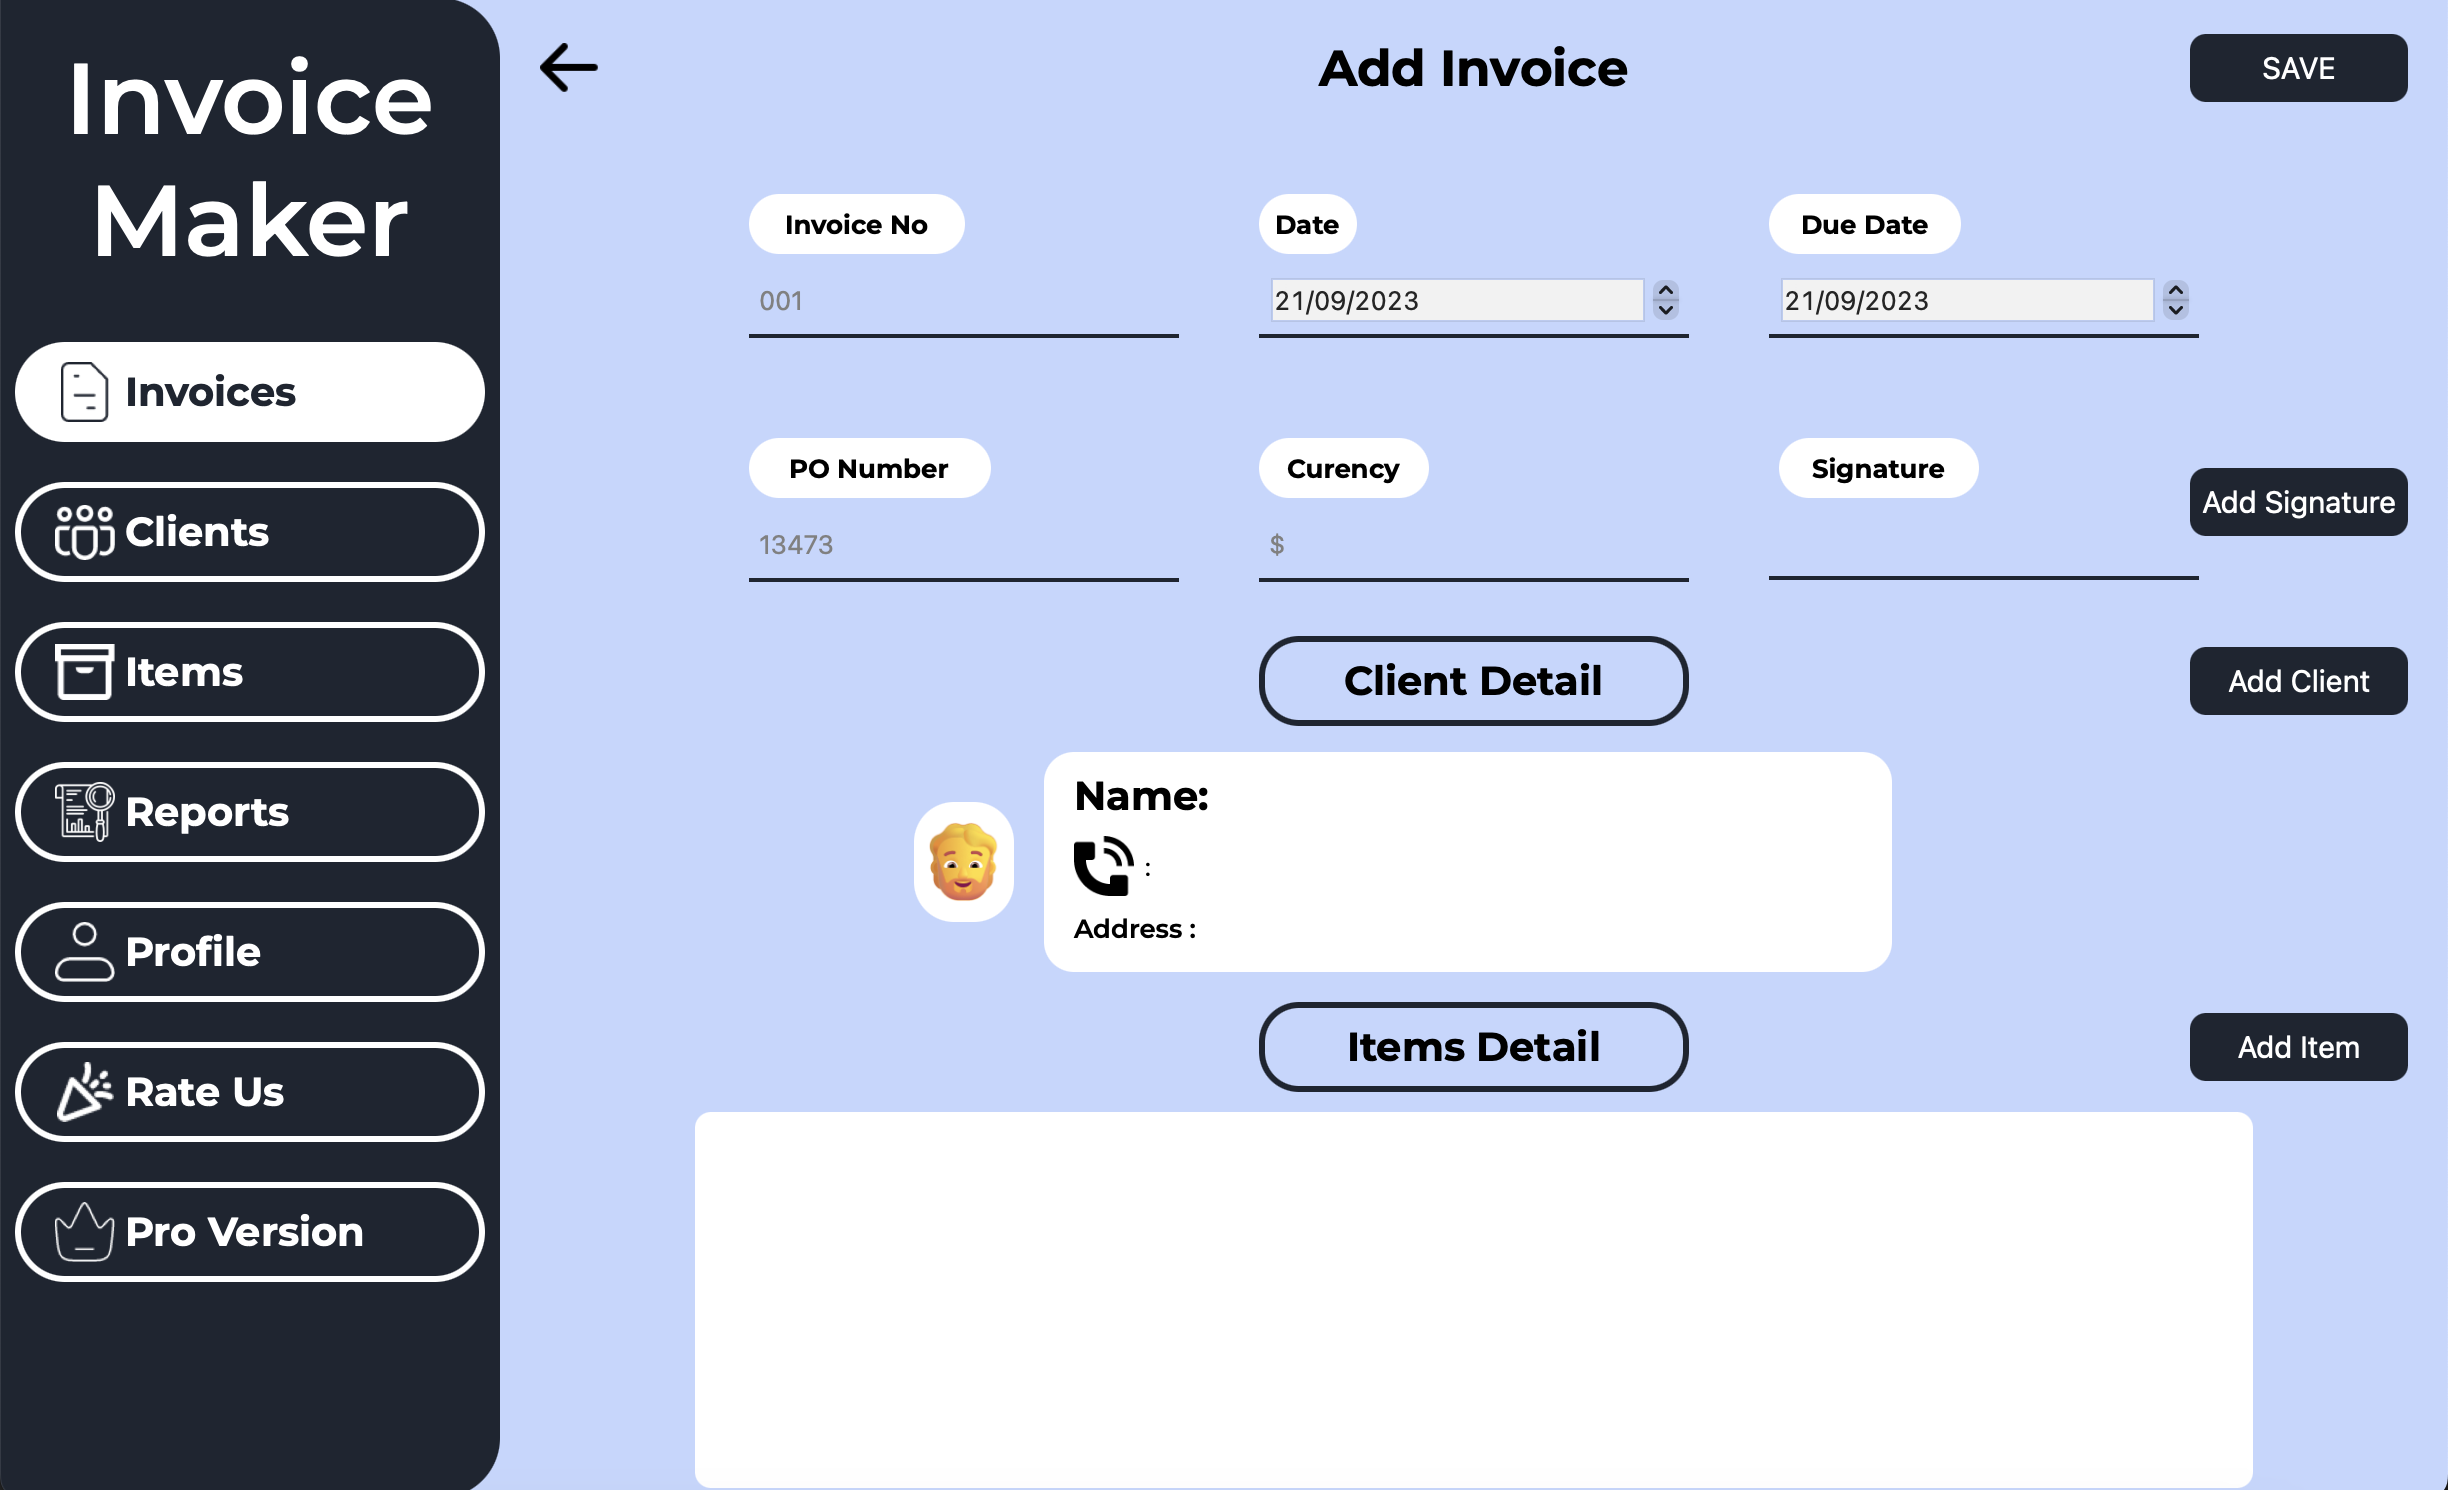 Invoice
Maker
Invoices
Clients
Items
Reports
Profile
Rate Us
Pro Version
Add Invoice
SAVE
Invoice No
Date
Due Date
001
21/09/2023
21/09/2023
PO Number
Curency
Signature
Add Signature
13473
$
Client Detail
Add Client
Name:
:
Address :
Items Detail
Add Item